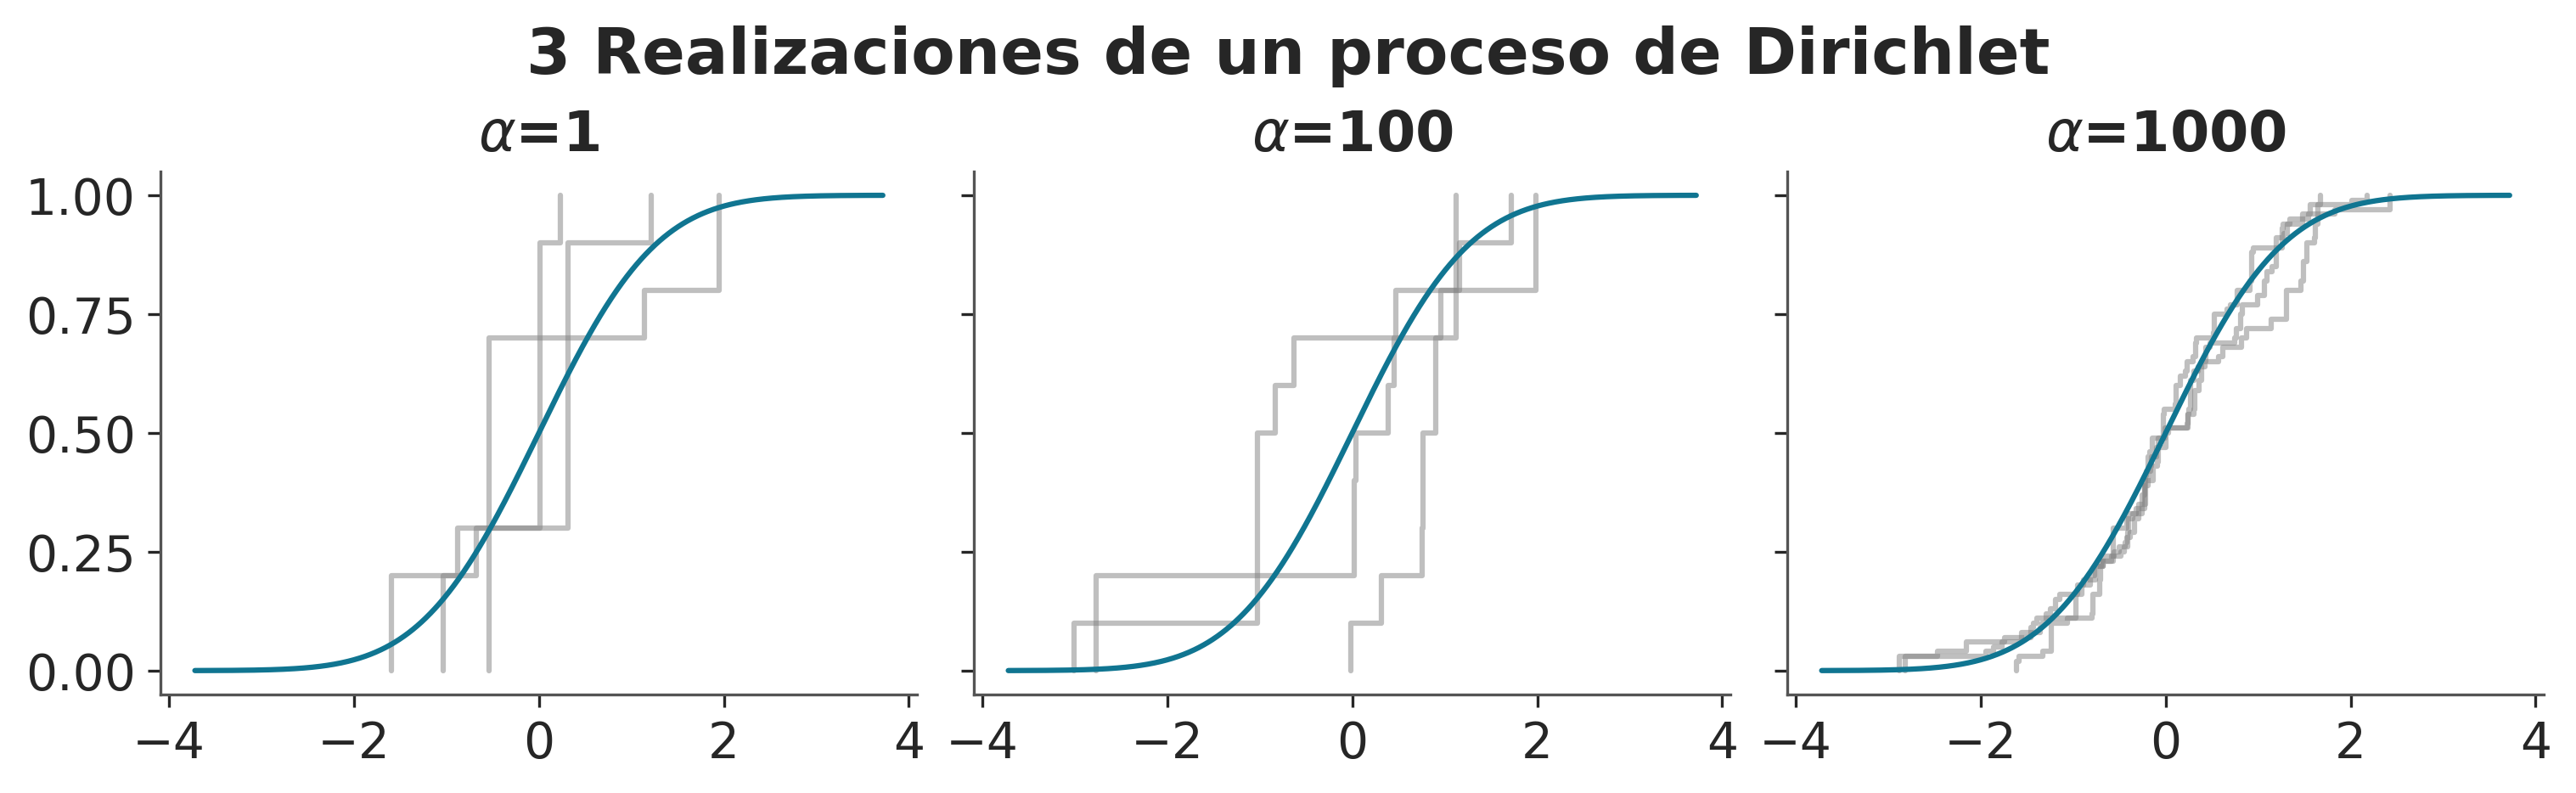 3 Realizaciones de un proceso de Dirichlet
α=1 α=100 α=1000
1.00
0.75
0.50
0.25
0.00
−4 −2 0 2 4 −4 −2 0 2 4 −4 −2 0 2 4